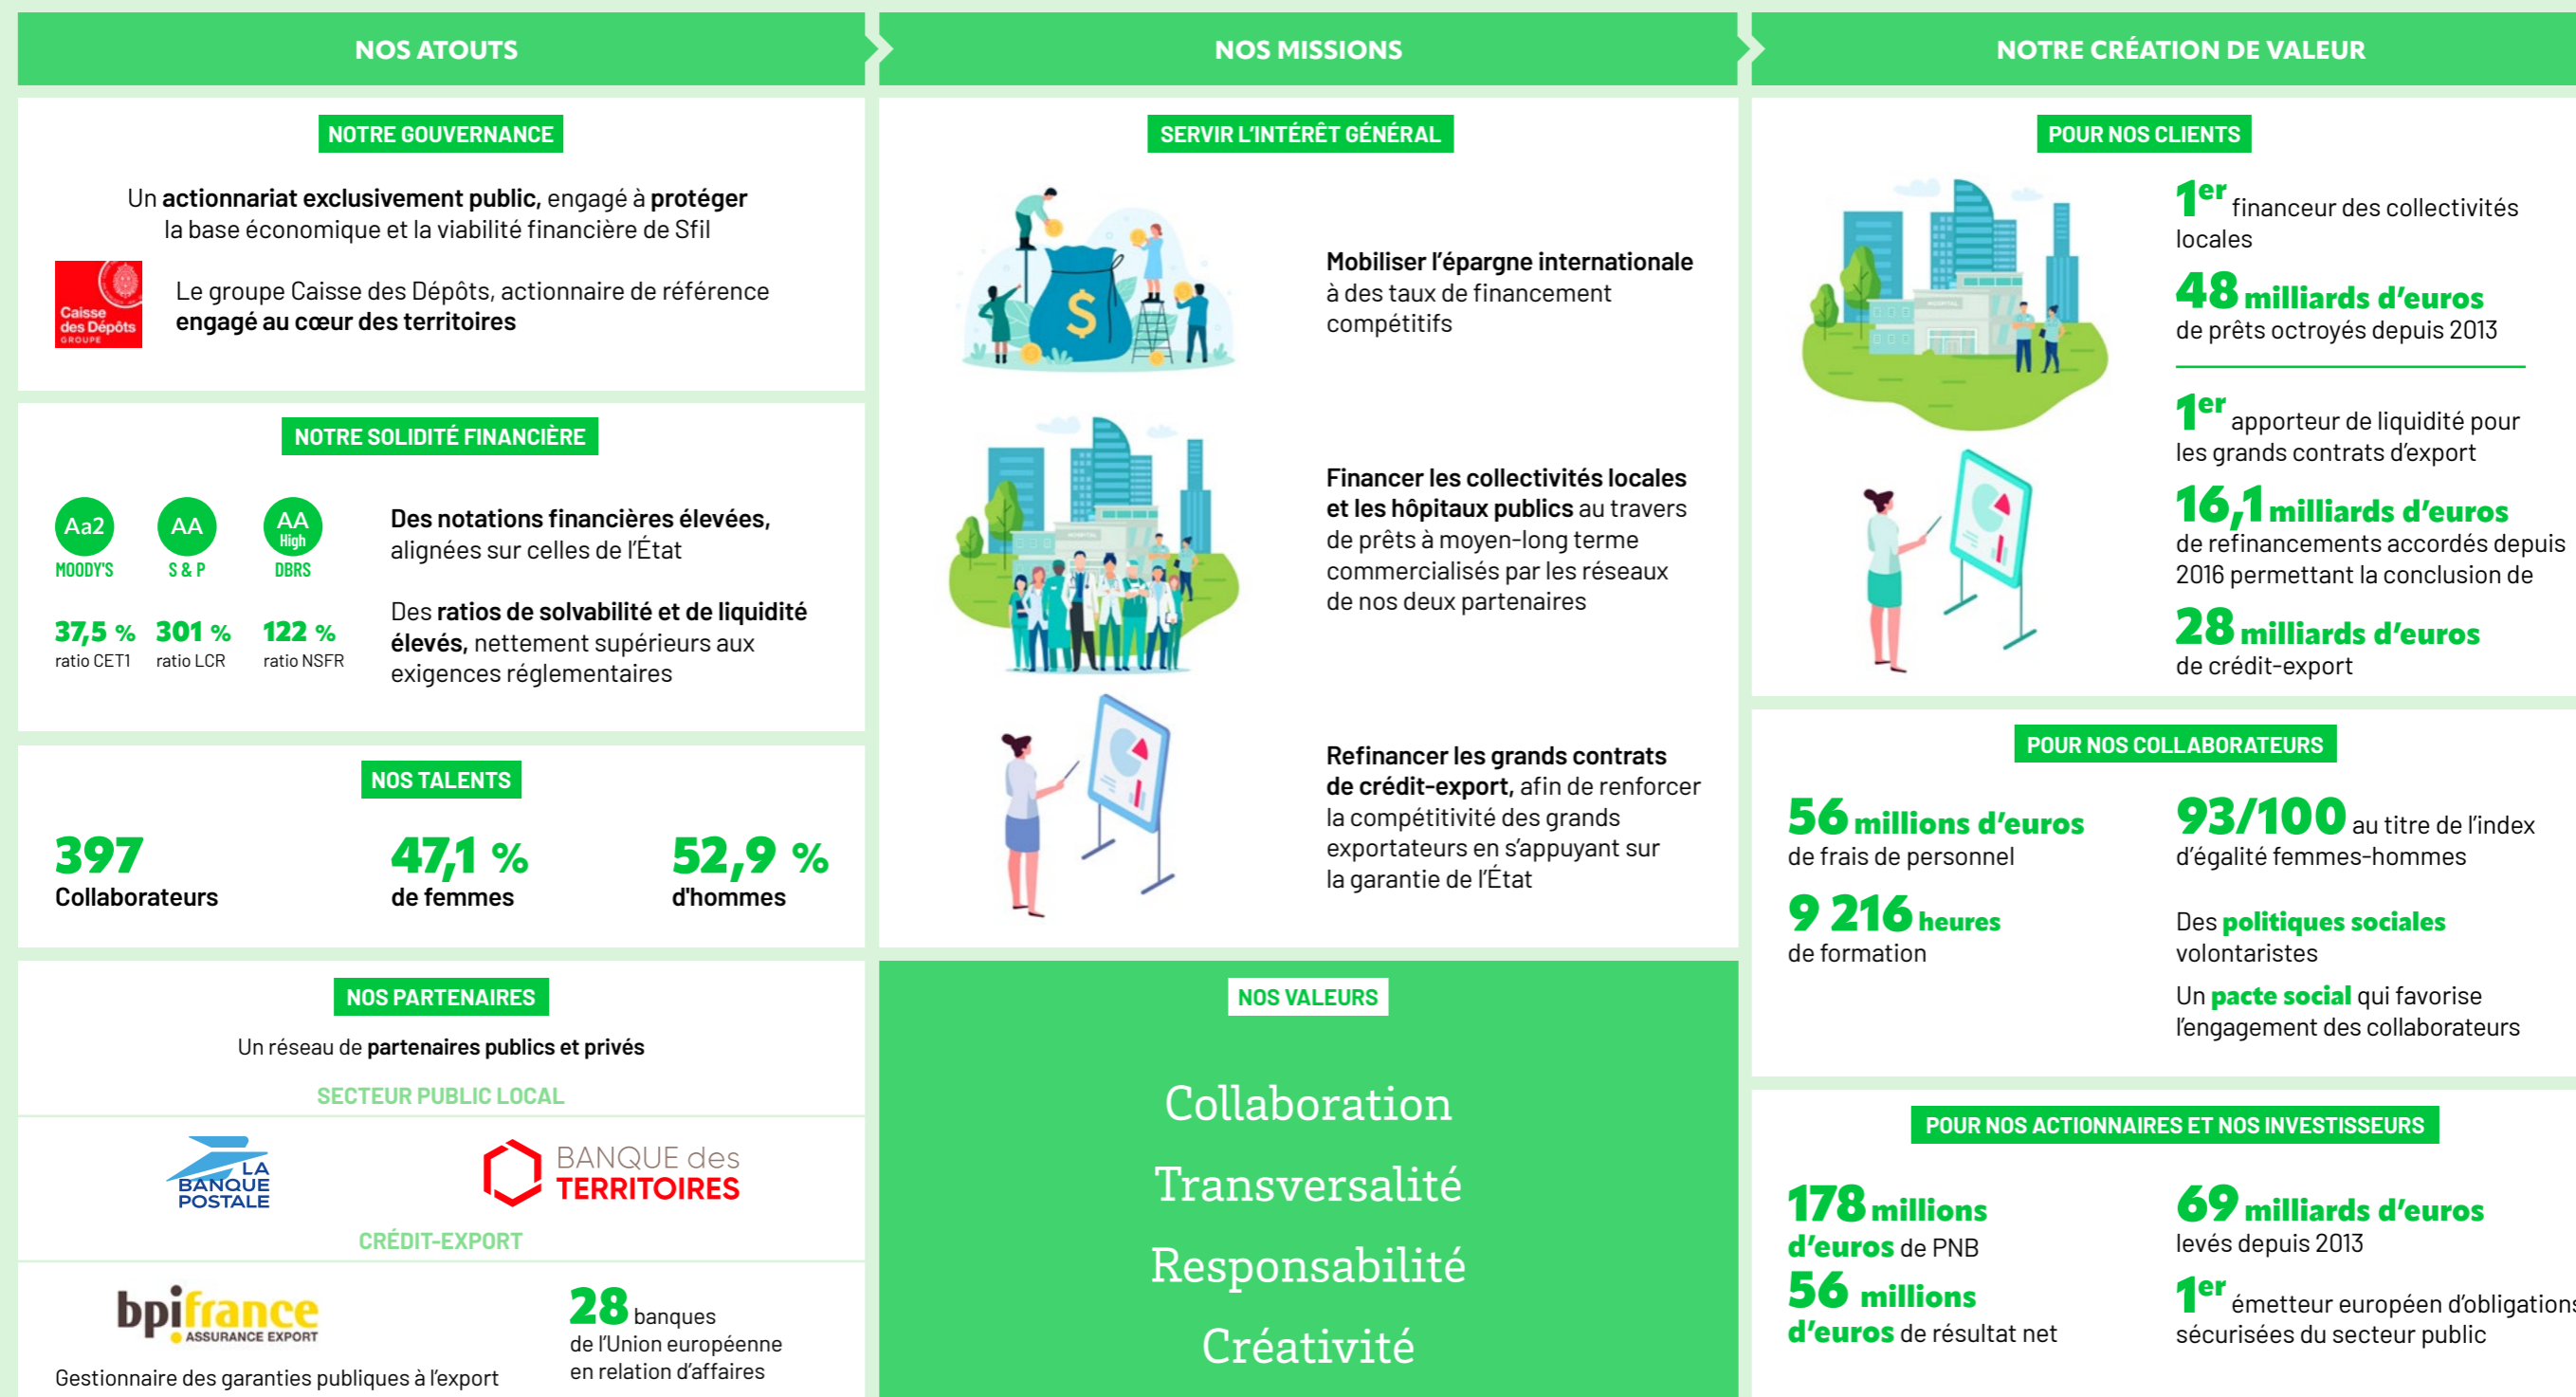 NOS ATOUTS
NOTRE GOUVERNANCE
Un actionnariat exclusivement public, engagé à protéger
la base économique et la viabilité financière de Sfil
Caisse
des Dépôts
GROUPE
Le groupe Caisse des Dépôts, actionnaire de référence
engagé au cœur des territoires
NOTRE SOLIDITÉ FINANCIÈRE
Aa2
MOODY'S
AA
S & P
AA
High
DBRS
Des notations financières élevées,
alignées sur celles de l’État
37,5 %
ratio CET1
301 %
ratio LCR
122 %
ratio NSFR
Des ratios de solvabilité et de liquidité
élevés, nettement supérieurs aux
exigences réglementaires
NOS TALENTS
397
Collaborateurs
47,1 %
de femmes
52,9 %
d'hommes
NOS PARTENAIRES
Un réseau de partenaires publics et privés
SECTEUR PUBLIC LOCAL
LA
BANQUE
POSTALE
BANQUE des
TERRITOIRES
CRÉDIT-EXPORT
bpifrance
ASSURANCE EXPORT
Gestionnaire des garanties publiques à l’export
28 banques
de l’Union européenne
en relation d’affaires
NOS MISSIONS
SERVIR L’INTÉRÊT GÉNÉRAL
$
Mobiliser l’épargne internationale
à des taux de financement
compétitifs
HOSPITAL
Financer les collectivités locales
et les hôpitaux publics au travers
de prêts à moyen-long terme
commercialisés par les réseaux
de nos deux partenaires
Refinancer les grands contrats
de crédit-export, afin de renforcer
la compétitivité des grands
exportateurs en s’appuyant sur
la garantie de l’État
NOS VALEURS
Collaboration
Transversalité
Responsabilité
Créativité
NOTRE CRÉATION DE VALEUR
POUR NOS CLIENTS
HOSPITAL
1er financeur des collectivités
locales
48 milliards d’euros
de prêts octroyés depuis 2013
1er apporteur de liquidité pour
les grands contrats d’export
16,1 milliards d’euros
de refinancements accordés depuis
2016 permettant la conclusion de
28 milliards d’euros
de crédit-export
POUR NOS COLLABORATEURS
56 millions d’euros
de frais de personnel
9 216 heures
de formation
93/100 au titre de l’index
d’égalité femmes-hommes
Des politiques sociales
volontaristes
Un pacte social qui favorise
l’engagement des collaborateurs
POUR NOS ACTIONNAIRES ET NOS INVESTISSEURS
178 millions
d’euros de PNB
56 millions
d’euros de résultat net
69 milliards d’euros
levés depuis 2013
1er émetteur européen d’obligations
sécurisées du secteur public